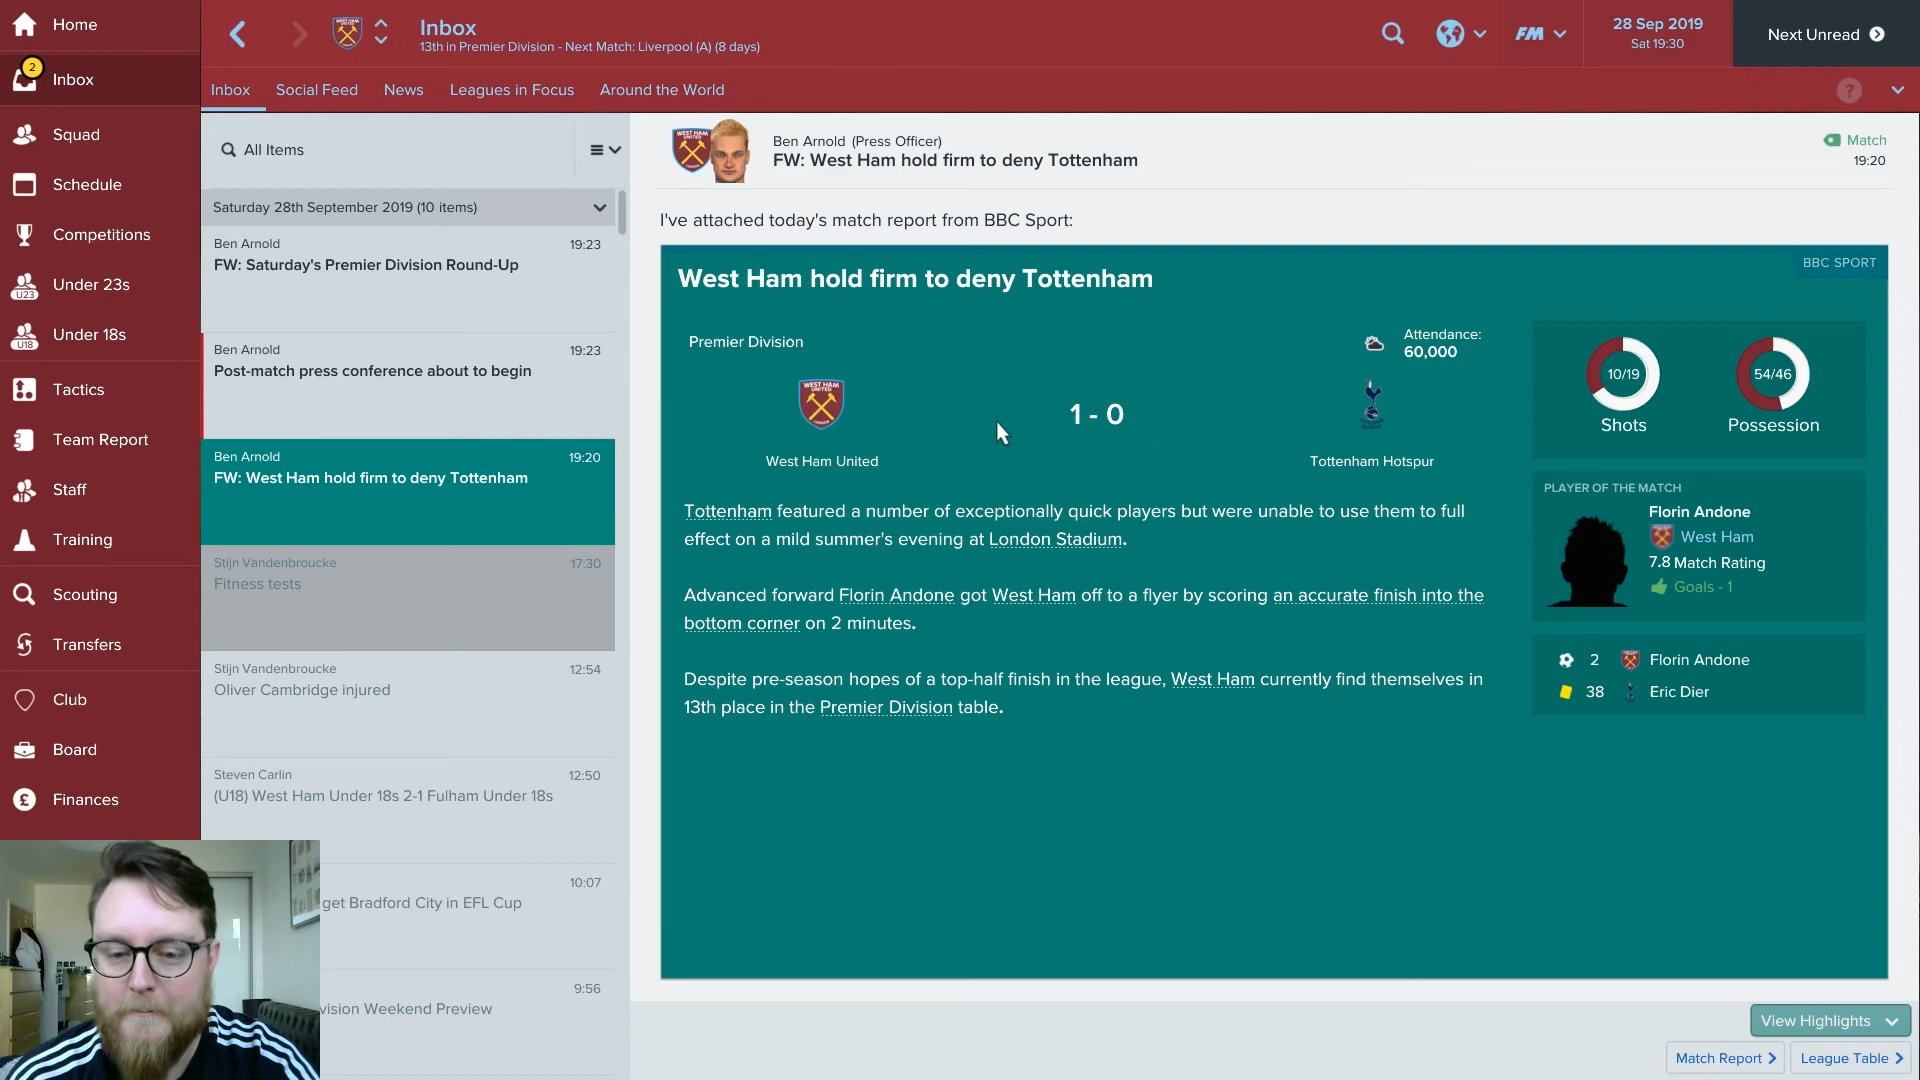 Home
2
Inbox
Squad
Schedule
Competitions
U23
Under 23s
U18
Under 18s
Tactics
Team Report
Staff
Training
Scouting
Transfers
Club
Board
Finances
Inbox
13th in Premier Division - Next Match: Liverpool (A) (8 days)
FM
28 Sep 2019
Sat 19:30
Next Unread
Inbox
Social Feed
News
Leagues in Focus
Around the World
?
All Items
Saturday 28th September 2019 (10 items)
Ben Arnold 19:23
FW: Saturday's Premier Division Round-Up
Ben Arnold 19:23
Post-match press conference about to begin
Ben Arnold 19:20
FW: West Ham hold firm to deny Tottenham
Stijn Vandenbroucke 17:30
Fitness tests
Stijn Vandenbroucke 12:54
Oliver Cambridge injured
Steven Carlin 12:50
(U18) West Ham Under 18s 2-1 Fulham Under 18s
10:07
get Bradford City in EFL Cup
9:56
vision Weekend Preview
WEST HAM UNITED
Ben Arnold (Press Officer)
FW: West Ham hold firm to deny Tottenham
Match
19:20
I've attached today's match report from BBC Sport:
West Ham hold firm to deny Tottenham
BBC SPORT
Premier Division
Attendance:
60,000
WEST HAM UNITED
LONDON
1 - 0
West Ham United
Tottenham Hotspur
Tottenham featured a number of exceptionally quick players but were unable to use them to full
effect on a mild summer's evening at London Stadium.
Advanced forward Florin Andone got West Ham off to a flyer by scoring an accurate finish into the
bottom corner on 2 minutes.
Despite pre-season hopes of a top-half finish in the league, West Ham currently find themselves in
13th place in the Premier Division table.
10/19
Shots
54/46
Possession
PLAYER OF THE MATCH
Florin Andone
West Ham
7.8 Match Rating
Goals - 1
2 Florin Andone
38 Eric Dier
View Highlights
Match Report
League Table